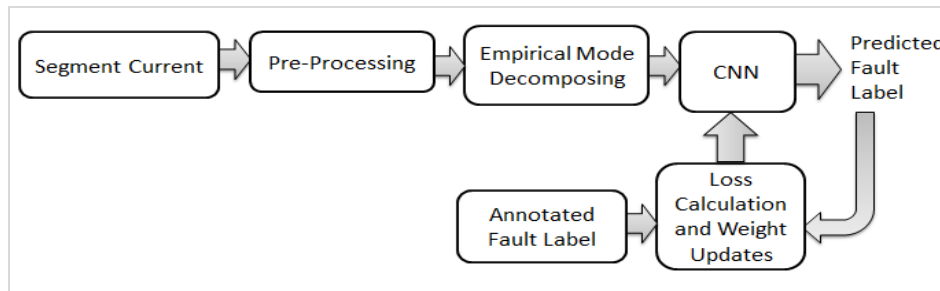 Segment Current
Pre-Processing
Empirical Mode
Decomposing
CNN
Predicted
Fault
Label
Annotated
Fault Label
Loss
Calculation
and Weight
Updates